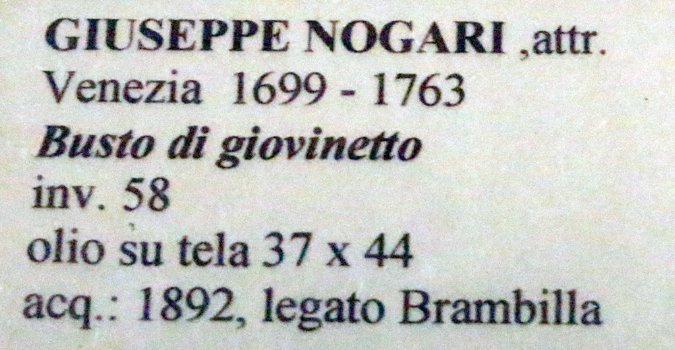 GIUSEPPE NOGARI ,attr.
Venezia 1699 - 1763
Busto di giovinetto
inv. 58
olio su tela 37 x 44
acq.: 1892, legato Brambilla